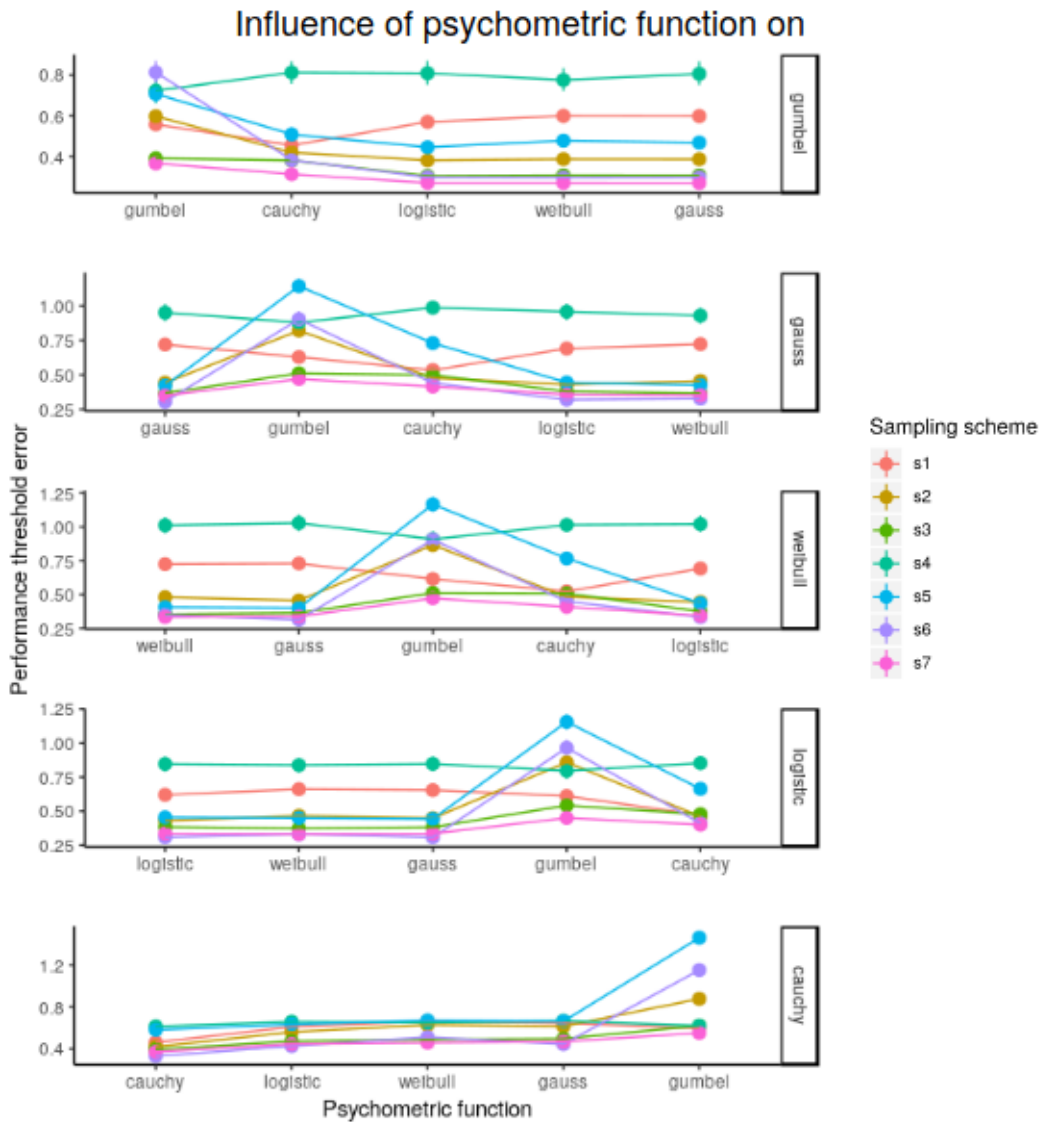 Influence of psychometric function on
0.8
0.6
0.4
gumbel cauchy logistic weibull gauss
gumbel
1.00
0.75
0.50
0.25
gauss gumbel cauchy logistic weibull
gauss
1.25
1.00
0.75
0.50
0.25
weibull gauss gumbel cauchy logistic
weibull
1.25
1.00
0.75
0.50
0.25
logistic weibull gauss gumbel cauchy
logistic
1.2
0.8
0.4
cauchy logistic weibull gauss gumbel
cauchy
Psychometric function
Performance threshold error
Sampling scheme
s1
s2
s3
s4
s5
s6
s7